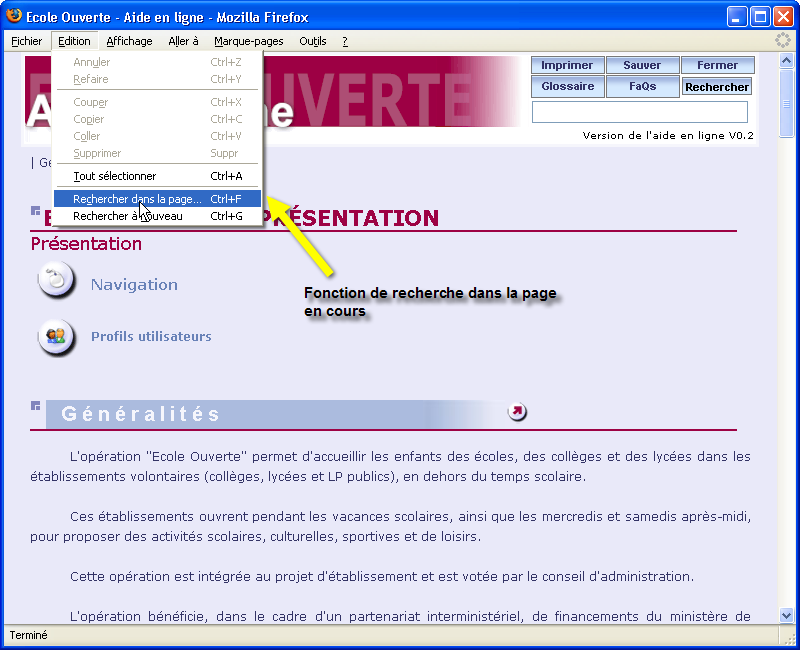 Ecole Ouverte - Aide en ligne - Mozilla Firefox
Fichier Edition Affichage Aller à Marque-pages Outils ?
Annuler Ctrl+Z
Refaire Ctrl+Y
Couper Ctrl+X
Copier Ctrl+C
Coller Ctrl+V
Supprimer Suppr
Tout sélectionner Ctrl+A
Rechercher dans la page... Ctrl+F
Rechercher à nouveau Ctrl+G
OUVERTE
Imprimer Sauver Fermer
Glossaire FaQs Rechercher
Version de l'aide en ligne V0.2
PRÉSENTATION
Présentation
Navigation
Profils utilisateurs
Fonction de recherche dans la page
en cours
Généralités
L'opération "Ecole Ouverte" permet d'accueillir les enfants des écoles, des collèges et des lycées dans les
établissements volontaires (collèges, lycées et LP publics), en dehors du temps scolaire.
Ces établissements ouvrent pendant les vacances scolaires, ainsi que les mercredis et samedis après-midi,
pour proposer des activités scolaires, culturelles, sportives et de loisirs.
Cette opération est intégrée au projet d'établissement et est votée par le conseil d'administration.
L'opération bénéficie, dans le cadre d'un partenariat interministériel, de financements du ministère de
Terminé